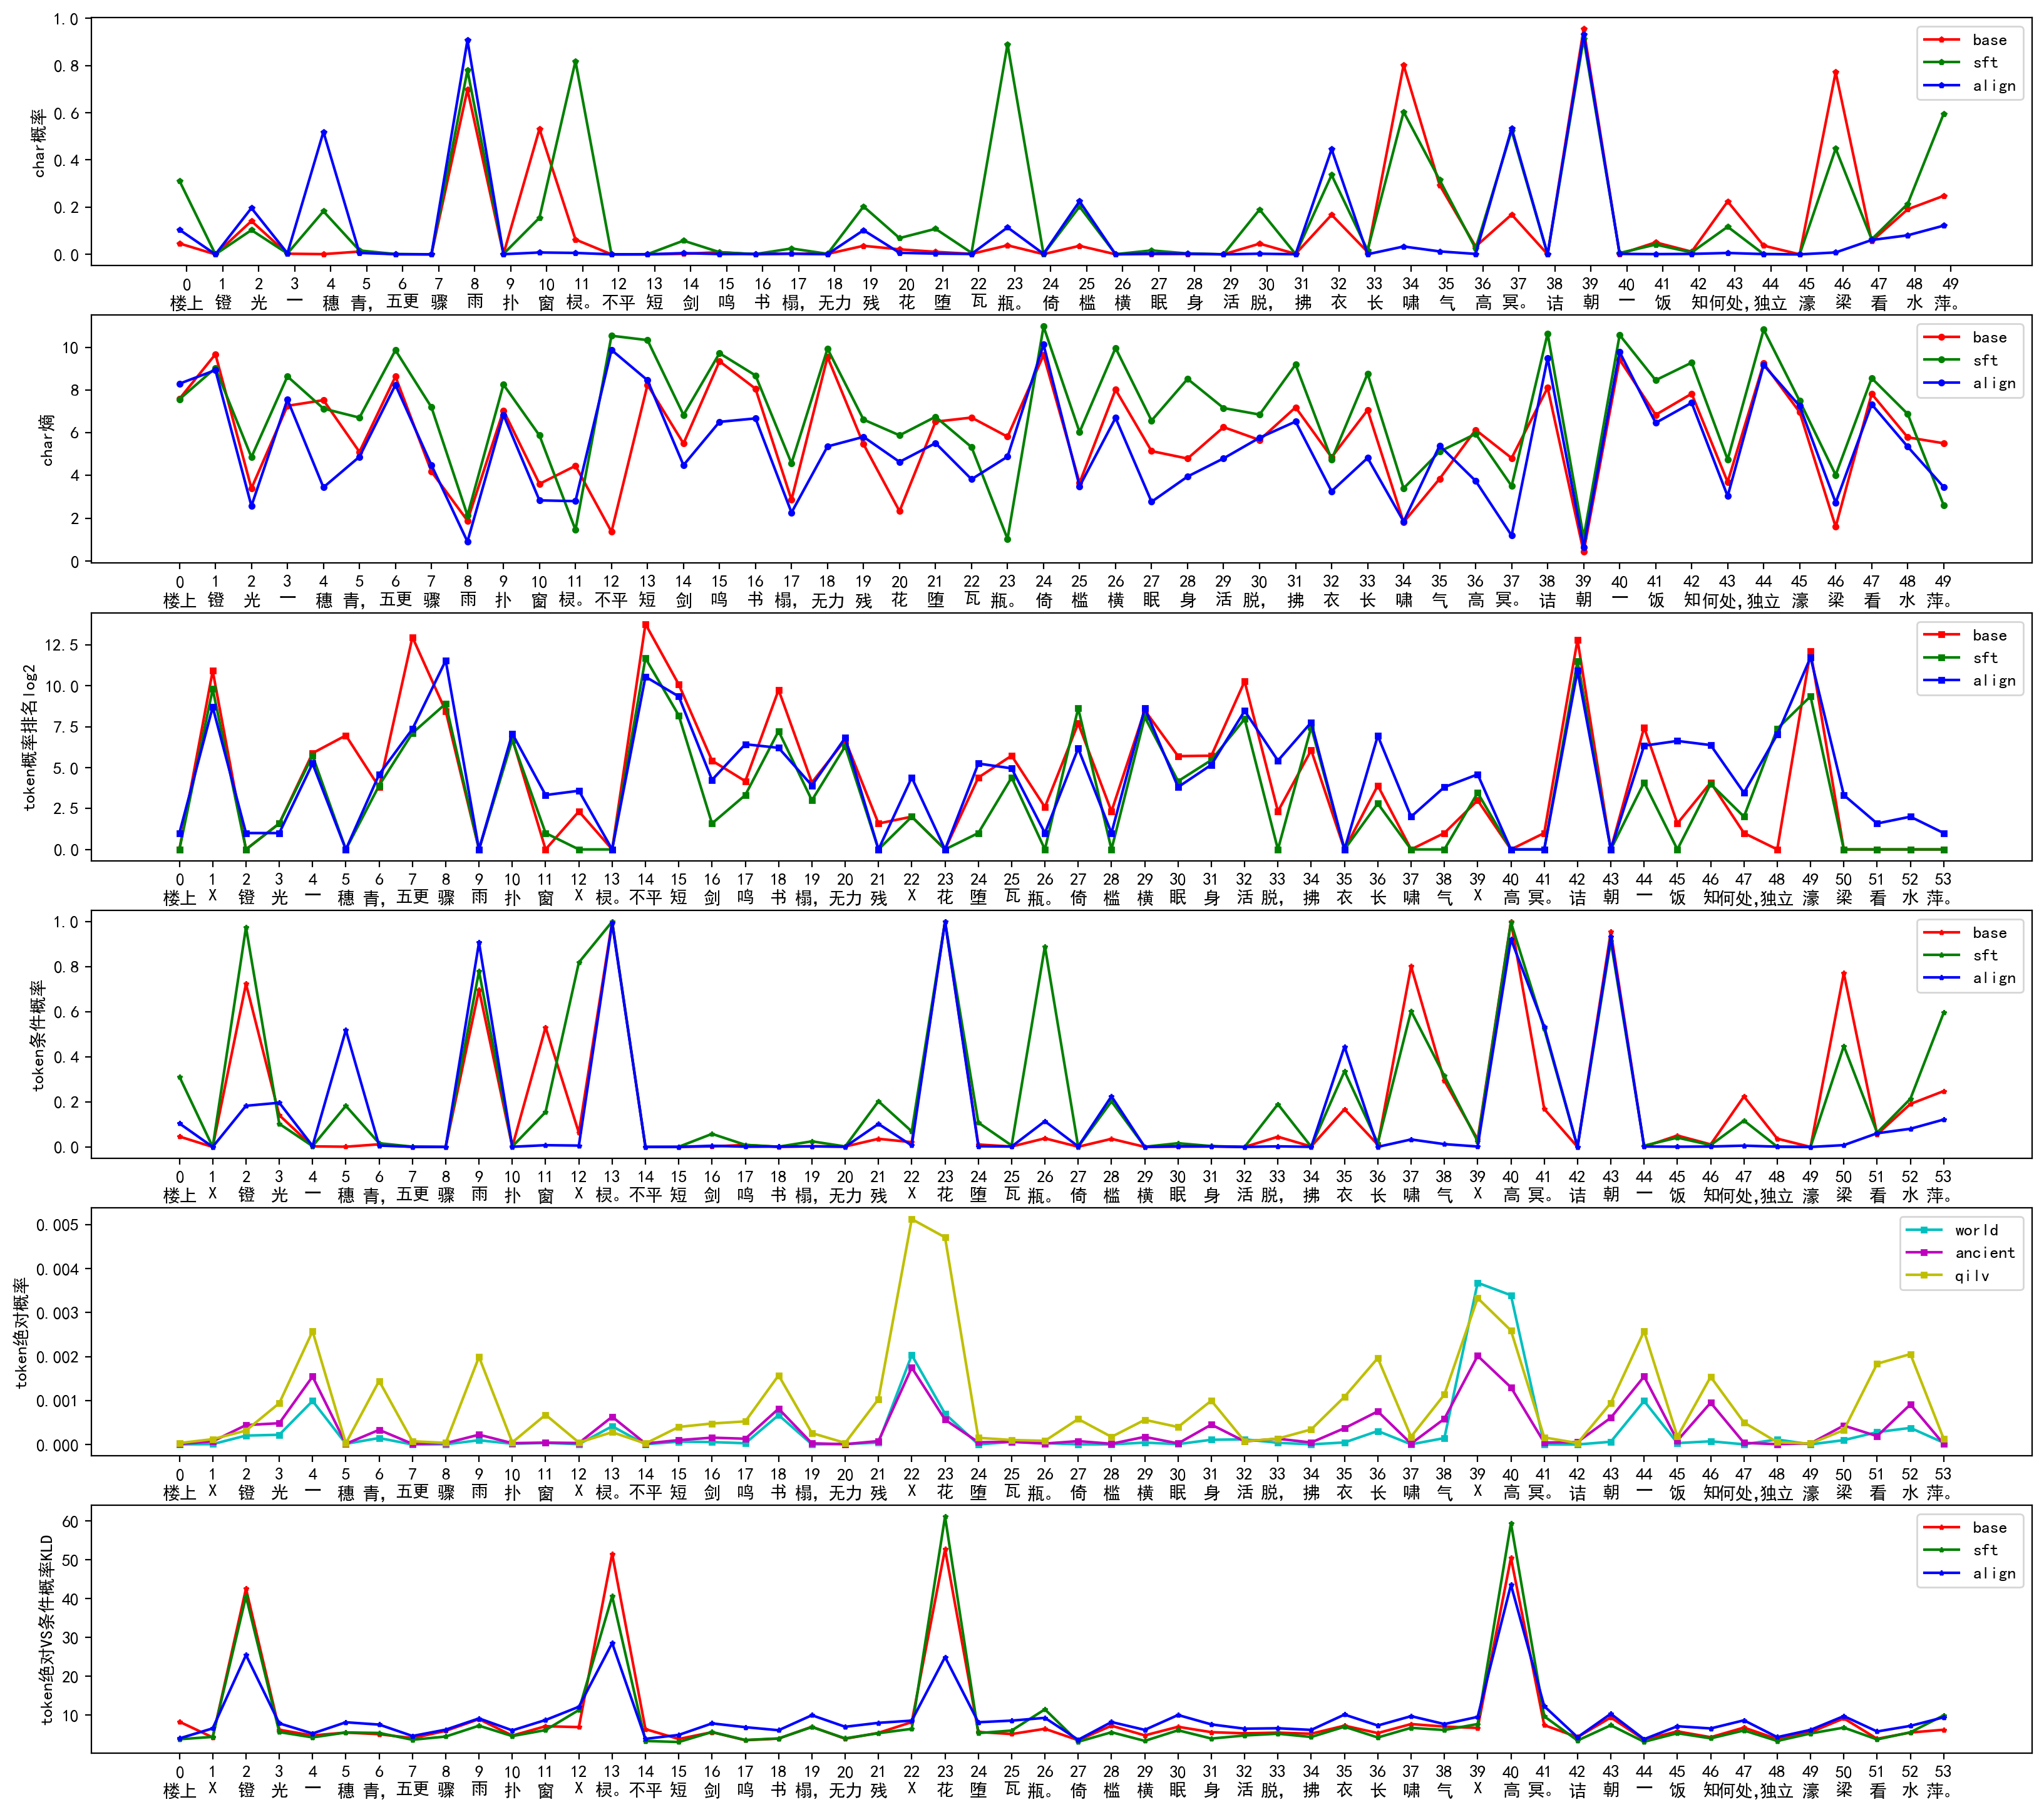 char概率
1.0
0.8
0.6
0.4
0.2
0.0
base
sft
align
0 1 2 3 4 5 6 7 8 9 10 11 12 13 14 15 16 17 18 19 20 21 22 23 24 25 26 27 28 29 30 31 32 33 34 35 36 37 38 39 40 41 42 43 44 45 46 47 48 49
楼上 镫 光 一 穗 青， 五更 骤 雨 扑 窗 棂。 不平 短 剑 鸣 书 榻， 无力 残 花 堕 瓦 瓶。 倚 槛 横 眠 身 活 脱， 拂 衣 长 啸 气 高 冥。 诘 朝 一 饭 知 何处， 独立 濠 梁 看 水 萍。
char熵
10
8
6
4
2
0
base
sft
align
0 1 2 3 4 5 6 7 8 9 10 11 12 13 14 15 16 17 18 19 20 21 22 23 24 25 26 27 28 29 30 31 32 33 34 35 36 37 38 39 40 41 42 43 44 45 46 47 48 49
楼上 镫 光 一 穗 青， 五更 骤 雨 扑 窗 棂。 不平 短 剑 鸣 书 榻， 无力 残 花 堕 瓦 瓶。 倚 槛 横 眠 身 活 脱， 拂 衣 长 啸 气 高 冥。 诘 朝 一 饭 知 何处， 独立 濠 梁 看 水 萍。
token概率排名log2
12.5
10.0
7.5
5.0
2.5
0.0
base
sft
align
0 1 2 3 4 5 6 7 8 9 10 11 12 13 14 15 16 17 18 19 20 21 22 23 24 25 26 27 28 29 30 31 32 33 34 35 36 37 38 39 40 41 42 43 44 45 46 47 48 49 50 51 52 53
楼上 X 镫 光 一 穗 青， 五更 骤 雨 扑 窗 X 棂。 不平 短 剑 鸣 书 榻， 无力 残 X 花 堕 瓦 瓶。 倚 槛 横 眠 身 活 脱， 拂 衣 长 啸 气 X 高 冥。 诘 朝 一 饭 知 何处， 独立 濠 梁 看 水 萍。
token条件概率
1.0
0.8
0.6
0.4
0.2
0.0
base
sft
align
0 1 2 3 4 5 6 7 8 9 10 11 12 13 14 15 16 17 18 19 20 21 22 23 24 25 26 27 28 29 30 31 32 33 34 35 36 37 38 39 40 41 42 43 44 45 46 47 48 49 50 51 52 53
楼上 X 镫 光 一 穗 青， 五更 骤 雨 扑 窗 X 棂。 不平 短 剑 鸣 书 榻， 无力 残 X 花 堕 瓦 瓶。 倚 槛 横 眠 身 活 脱， 拂 衣 长 啸 气 X 高 冥。 诘 朝 一 饭 知 何处， 独立 濠 梁 看 水 萍。
token绝对概率
0.005
0.004
0.003
0.002
0.001
0.000
world
ancient
qilv
0 1 2 3 4 5 6 7 8 9 10 11 12 13 14 15 16 17 18 19 20 21 22 23 24 25 26 27 28 29 30 31 32 33 34 35 36 37 38 39 40 41 42 43 44 45 46 47 48 49 50 51 52 53
楼上 X 镫 光 一 穗 青， 五更 骤 雨 扑 窗 X 棂。 不平 短 剑 鸣 书 榻， 无力 残 X 花 堕 瓦 瓶。 倚 槛 横 眠 身 活 脱， 拂 衣 长 啸 气 X 高 冥。 诘 朝 一 饭 知 何处， 独立 濠 梁 看 水 萍。
token绝对VS条件概率KLD
60
50
40
30
20
10
base
sft
align
0 1 2 3 4 5 6 7 8 9 10 11 12 13 14 15 16 17 18 19 20 21 22 23 24 25 26 27 28 29 30 31 32 33 34 35 36 37 38 39 40 41 42 43 44 45 46 47 48 49 50 51 52 53
楼上 X 镫 光 一 穗 青， 五更 骤 雨 扑 窗 X 棂。 不平 短 剑 鸣 书 榻， 无力 残 X 花 堕 瓦 瓶。 倚 槛 横 眠 身 活 脱， 拂 衣 长 啸 气 X 高 冥。 诘 朝 一 饭 知 何处， 独立 濠 梁 看 水 萍。